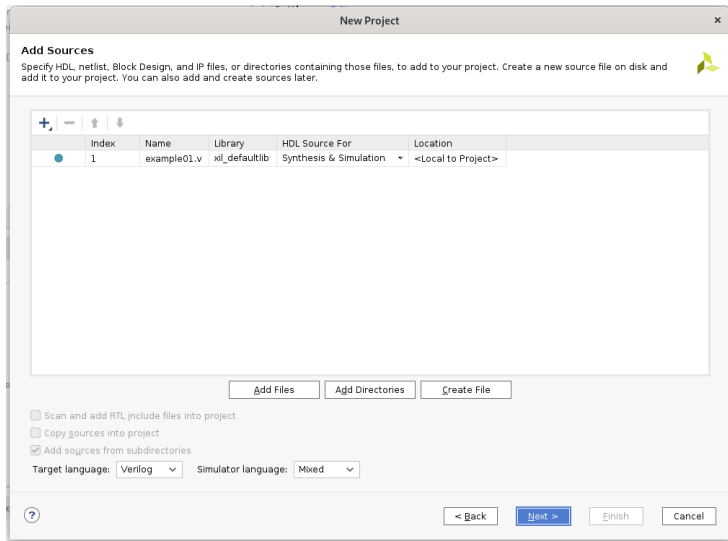 New Project
Add Sources
Specify HDL, netlist, Block Design, and IP files, or directories containing those files, to add to your project. Create a new source file on disk and
add it to your project. You can also add and create sources later.
Index Name Library HDL Source For Location
1 example01.v xil_defaultlib Synthesis & Simulation <Local to Project>
Add Files Add Directories Create File
Scan and add RTL include files into project
Copy sources into project
Add sources from subdirectories
Target language: Verilog Simulator language: Mixed
? < Back Next > Finish Cancel